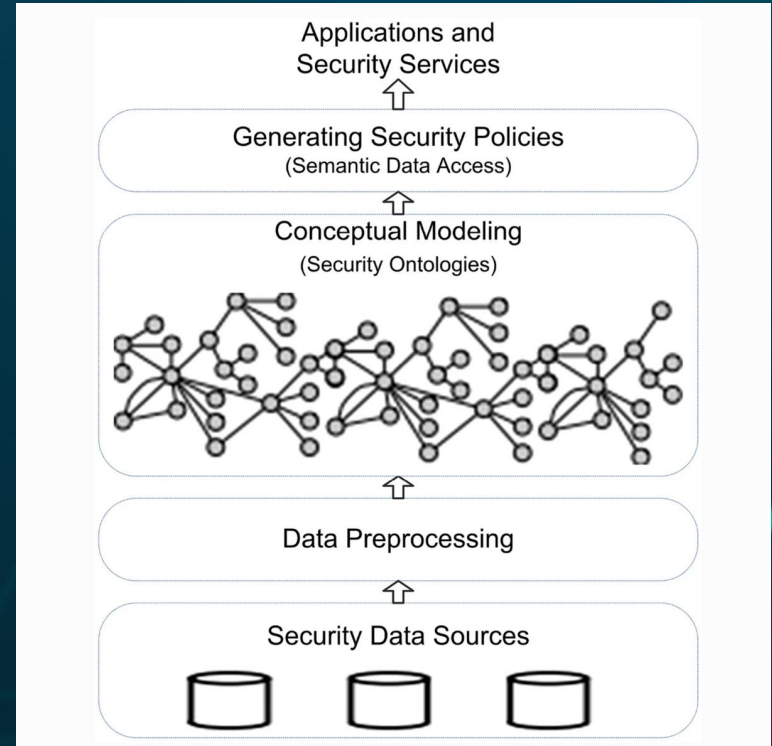 Applications and
Security Services
Generating Security Policies
(Semantic Data Access)
Conceptual Modeling
(Security Ontologies)
Data Preprocessing
Security Data Sources